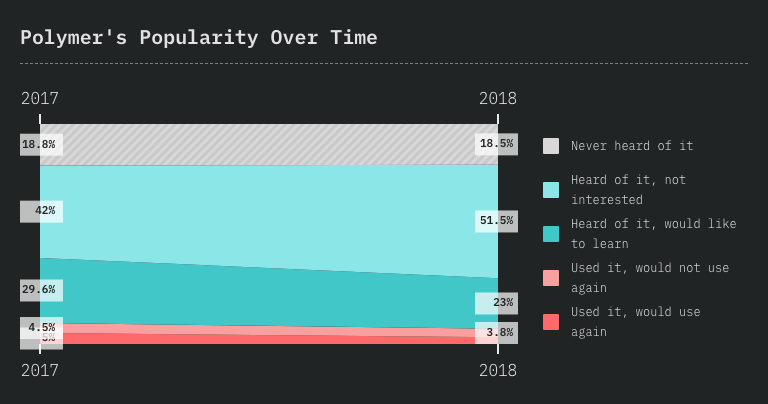 Polymer's Popularity Over Time
2017
2018
18.8%
18.5%
42%
51.5%
29.6%
23%
4.5%
5%
3.8%
2017
2018
Never heard of it
Heard of it, not
interested
Heard of it, would like
to learn
Used it, would not use
again
Used it, would use
again